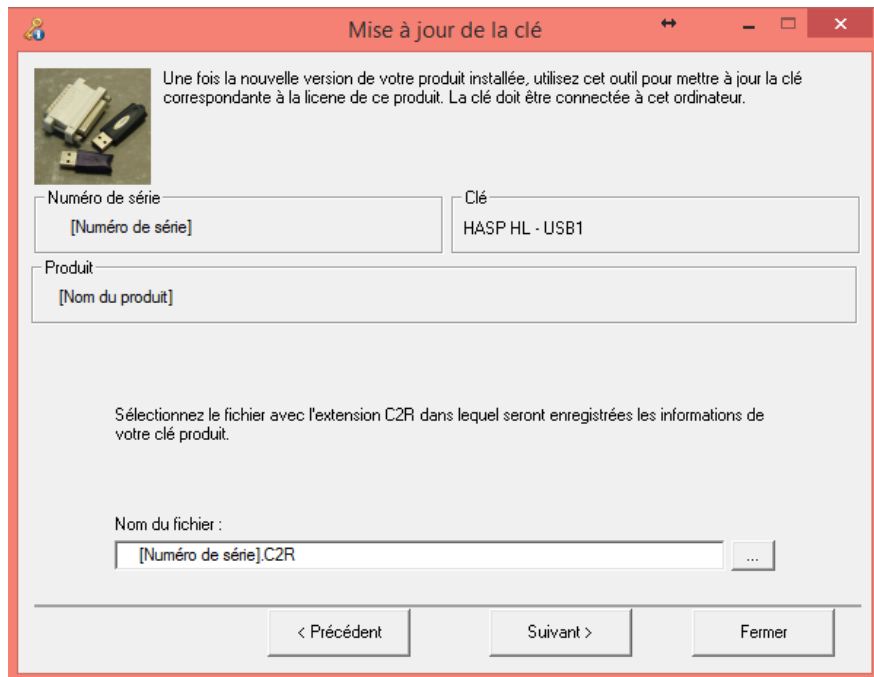 Mise à jour de la clé
Une fois la nouvelle version de votre produit installée, utilisez cet outil pour mettre à jour la clé
correspondante à la licene de ce produit. La clé doit être connectée à cet ordinateur.
Numéro de série
[Numéro de série]
Clé
HASP HL - USB1
Produit
[Nom du produit]
Sélectionnez le fichier avec l'extension C2R dans lequel seront enregistrées les informations de
votre clé produit.
Nom du fichier :
[Numéro de série].C2R
...
< Précédent
Suivant >
Fermer